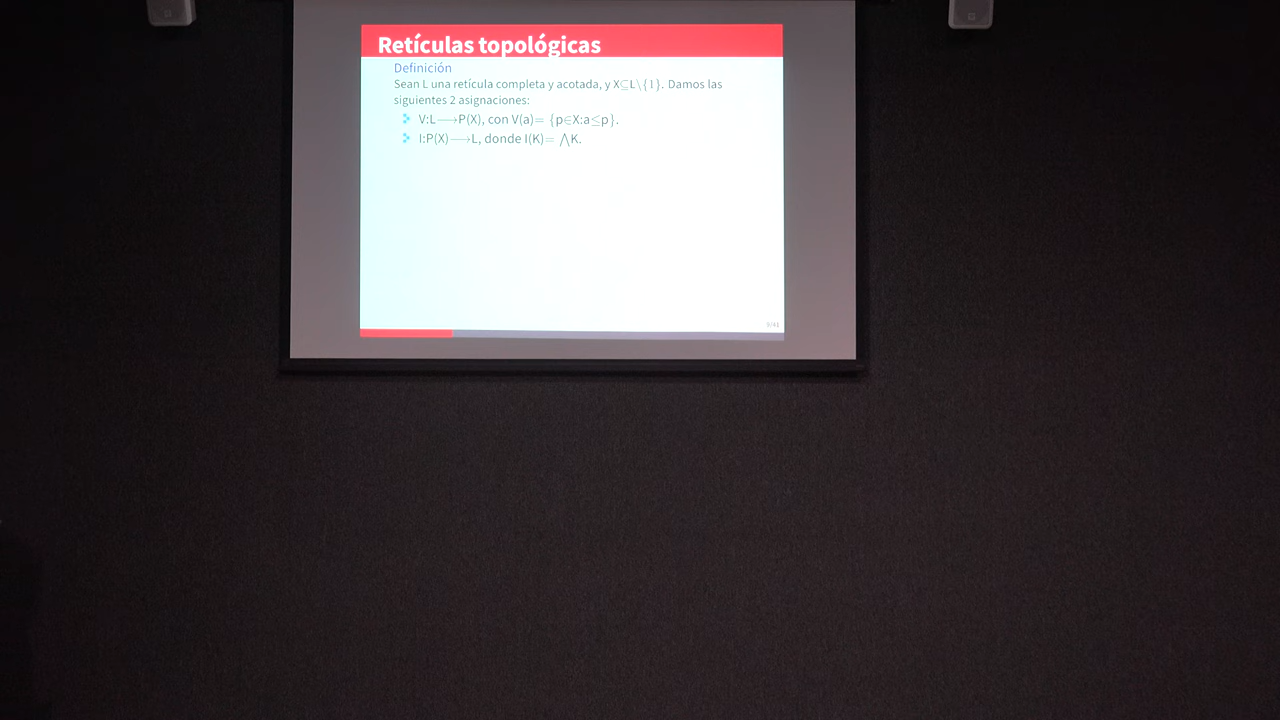 Retículas topológicas
Definición
Sean L una retícula completa y acotada, y X⊆L\{1}. Damos las
siguientes 2 asignaciones:
V:L⟶P(X), con V(a)= {p∈X:a≤p}.
I:P(X)⟶L, donde I(K)= ⋀K.